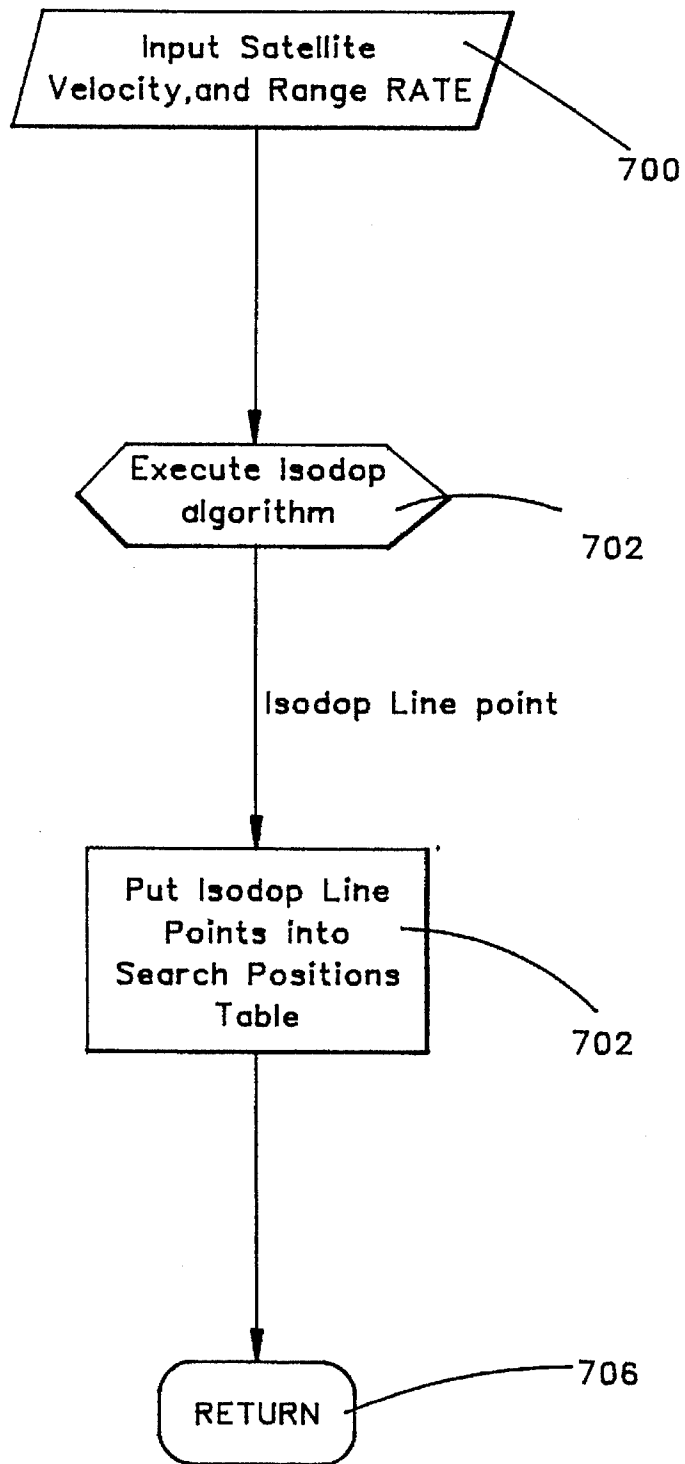 Input Satellite
Velocity,and Range RATE
700
Execute Isodop
algorithm
702
Isodop Line point
Put Isodop Line
Points into
Search Positions
Table
702
706
RETURN